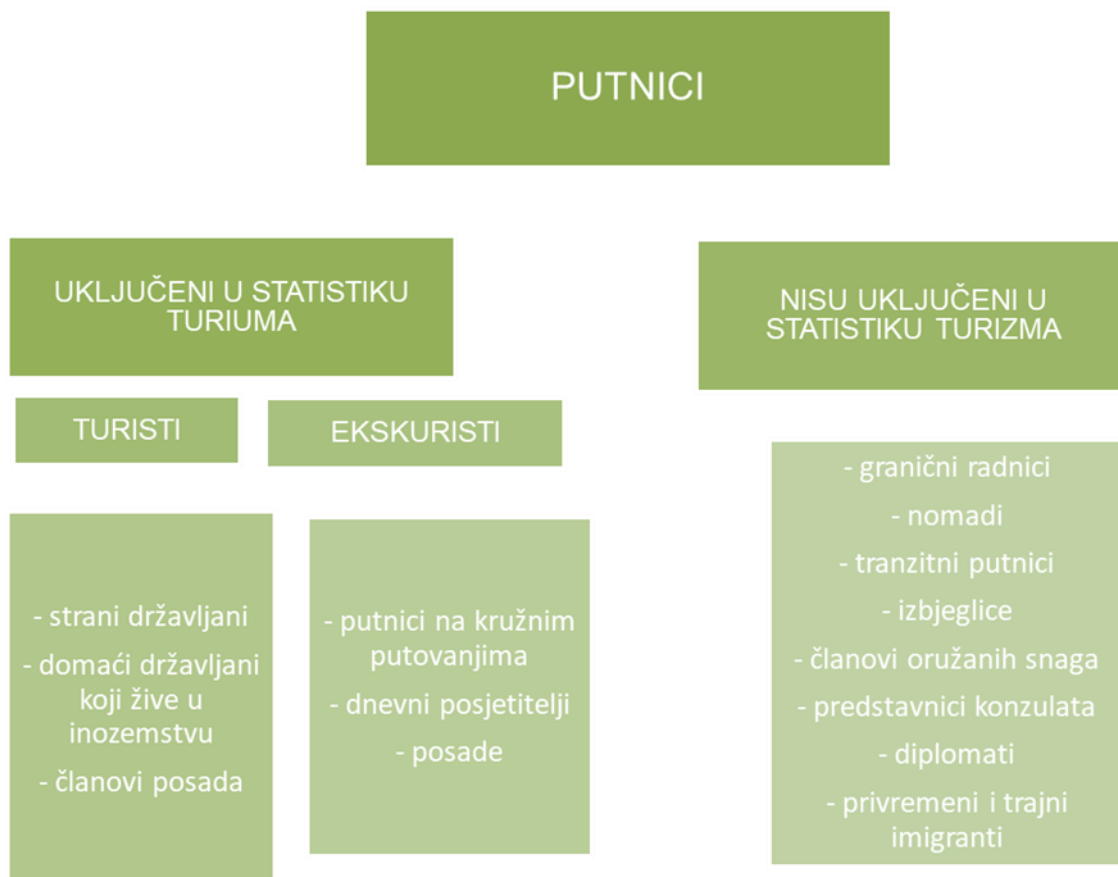 PUTNICI
UKLJUČENI U STATISTIKU
TURIUMA
TURISTI
EKSKURISTI
- strani državljani
- domaći državljani
koji žive u
inozemstvu
- članovi posada
- putnici na kružnim
putovanjima
- dnevni posjetitelji
- posade
NISU UKLJUČENI U
STATISTIKU TURIZMA
- granični radnici
- nomadi
- tranzitni putnici
- izbjeglice
- članovi oružanih snaga
- predstavnici konzulata
- diplomati
- privremeni i trajni
imigranti